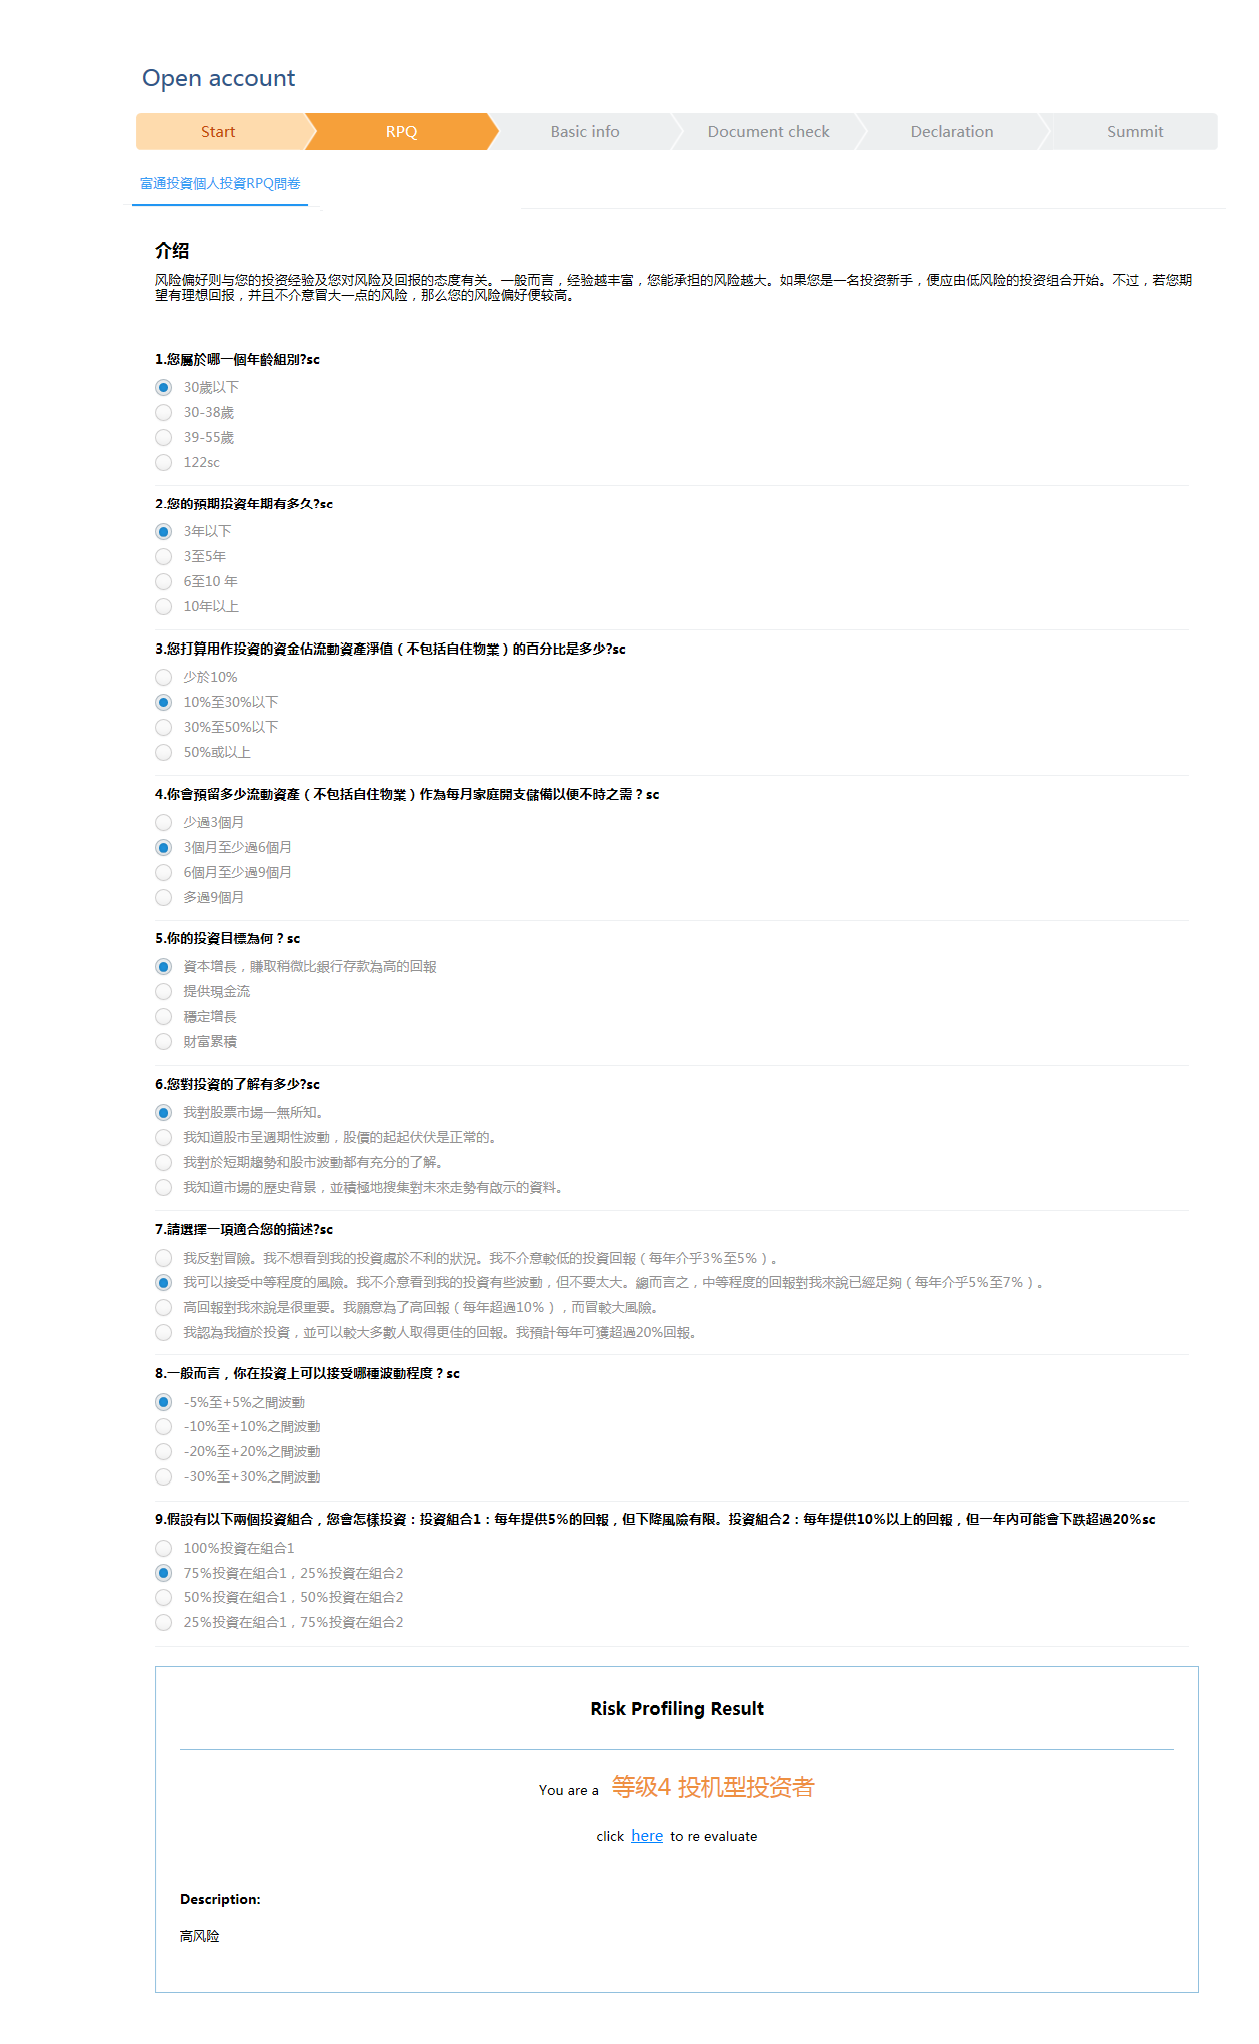 Open account
Start
RPQ
Basic info
Document check
Declaration
Summit
富通投資個人投資RPQ問卷
介绍
风险偏好则与您的投资经验及您对风险及回报的态度有关。一般而言，经验越丰富，您能承担的风险越大。如果您是一名投资新手，便应由低风险的投资组合开始。不过，若您期
望有理想回报，并且不介意冒大一点的风险，那么您的风险偏好便较高。
1.您屬於哪一個年齡組別?sc
30歲以下
30-38歲
39-55歲
122sc
2.您的預期投資年期有多久?sc
3年以下
3至5年
6至10 年
10年以上
3.您打算用作投資的資金佔流動資產淨值（不包括自住物業）的百分比是多少?sc
少於10%
10%至30%以下
30%至50%以下
50%或以上
4.你會預留多少流動資產（不包括自住物業）作為每月家庭開支儲備以便不時之需？sc
少過3個月
3個月至少過6個月
6個月至少過9個月
多過9個月
5.你的投資目標為何？sc
資本增長，賺取稍微比銀行存款為高的回報
提供現金流
穩定增長
財富累積
6.您對投資的了解有多少?sc
我對股票市場一無所知。
我知道股市呈週期性波動，股價的起起伏伏是正常的。
我對於短期趨勢和股市波動都有充分的了解。
我知道市場的歷史背景，並積極地搜集對未來走勢有啟示的資料。
7.請選擇一項適合您的描述?sc
我反對冒險。我不想看到我的投資處於不利的狀況。我不介意較低的投資回報（每年介乎3%至5%）。
我可以接受中等程度的風險。我不介意看到我的投資有些波動，但不要太大。總而言之，中等程度的回報對我來說已經足夠（每年介乎5%至7%）。
高回報對我來說是很重要。我願意為了高回報（每年超過10%），而冒較大風險。
我認為我擅於投資，並可以較大多數人取得更佳的回報。我預計每年可獲超過20%回報。
8.一般而言，你在投資上可以接受哪種波動程度？sc
-5%至+5%之間波動
-10%至+10%之間波動
-20%至+20%之間波動
-30%至+30%之間波動
9.假設有以下兩個投資組合，您會怎樣投資：投資組合1：每年提供5%的回報，但下降風險有限。投資組合2：每年提供10%以上的回報，但一年內可能會下跌超過20%sc
100%投資在組合1
75%投資在組合1，25%投資在組合2
50%投資在組合1，50%投資在組合2
25%投資在組合1，75%投資在組合2
Risk Profiling Result
You are a 等级4 投机型投资者
click here to re evaluate
Description:
高风险